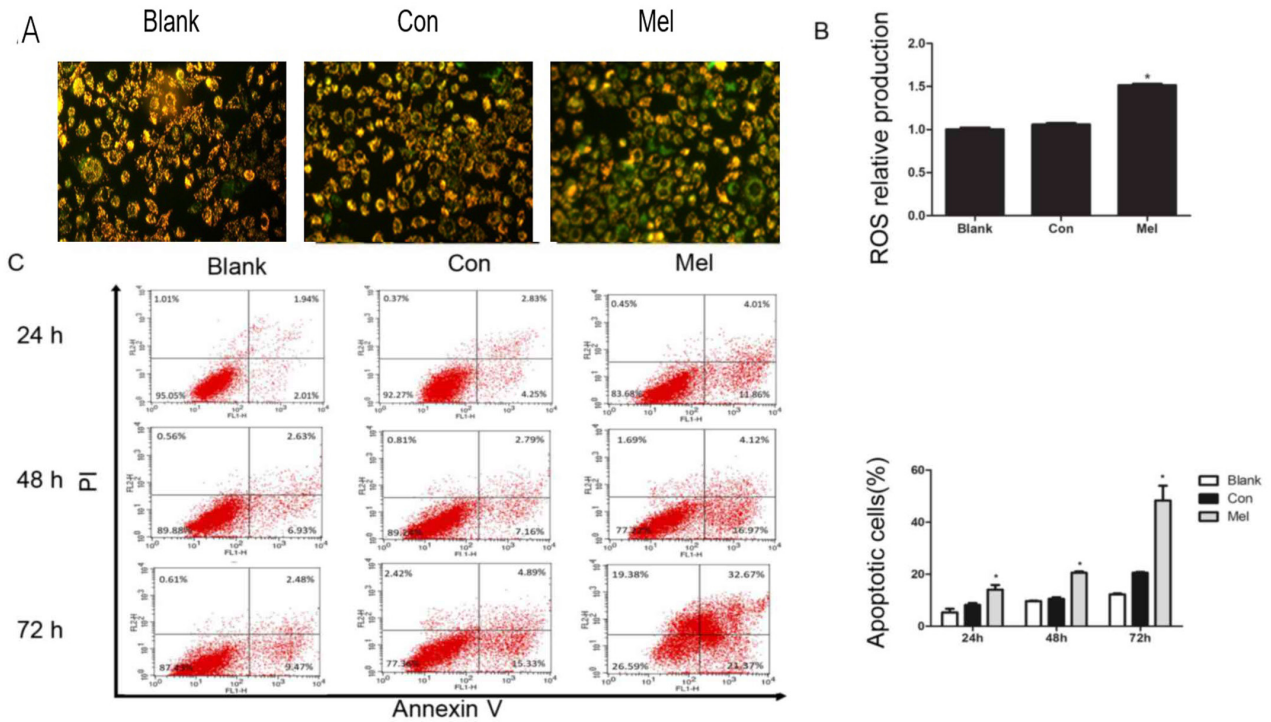 A
Blank
Con
Mel
B
ROS relative production
2.0
1.5
1.0
0.5
0.0
Blank
Con
Mel
*
C
Blank
Con
Mel
24 h
48 h
72 h
PI
Annexin V
1.01%
1.94%
95.05%
2.01%
0.37%
2.83%
92.27%
4.25%
0.45%
4.01%
83.68%
11.86%
0.56%
2.63%
89.88%
6.93%
0.81%
2.79%
7.16%
1.69%
4.12%
16.97%
0.61%
2.48%
9.47%
2.42%
4.89%
15.33%
19.38%
32.67%
26.59%
21.37%
FL2-H
FL1-H
10⁰
10¹
10²
10³
10⁴
Apoptotic cells(%)
60
40
20
0
24h
48h
72h
*
*
*
Blank
Con
Mel